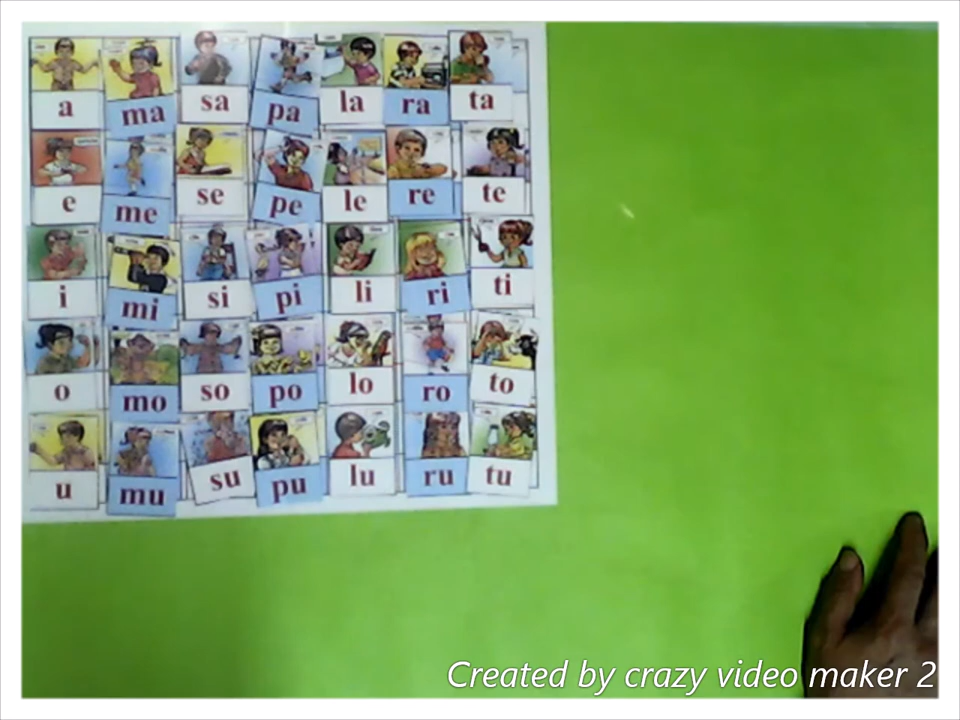 a ma sa pa la ra ta
e me se pe le re te
i mi si pi li ri ti
o mo so po lo ro to
u mu su pu lu ru tu
Created by crazy video maker 2